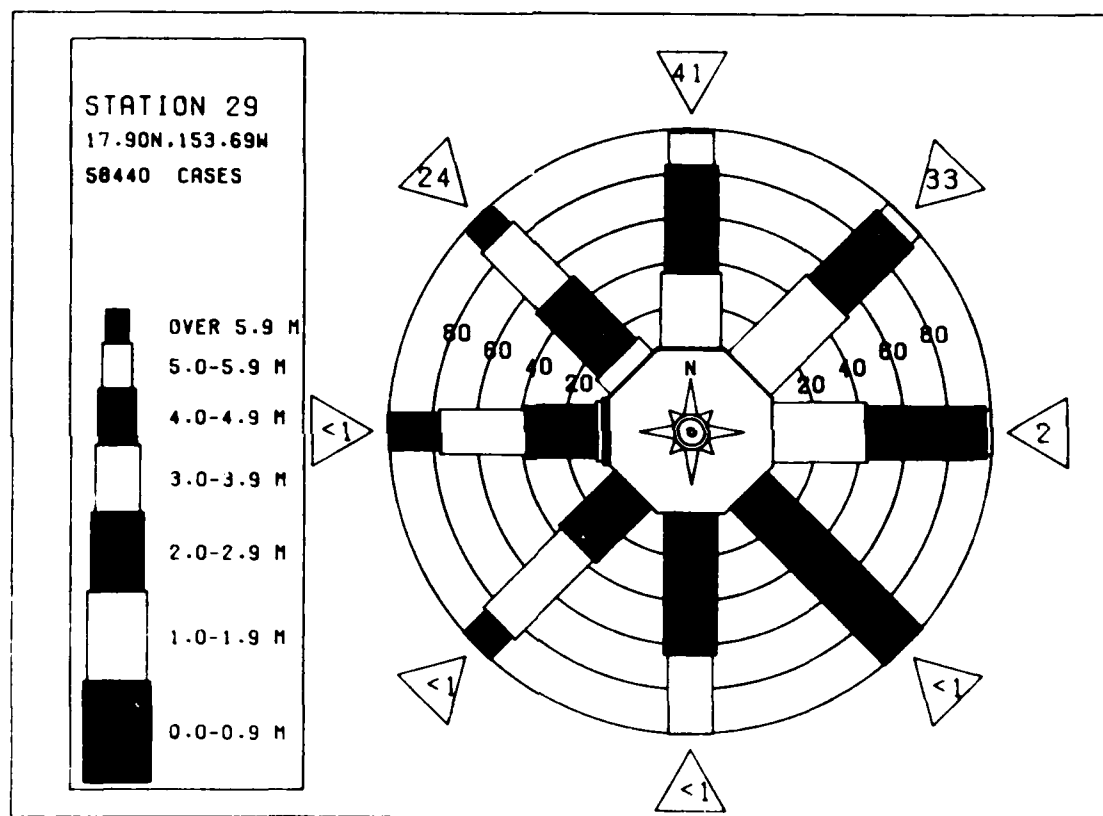 STATION 29
17.90N,153.69W
58440 CASES
OVER 5.9 M
5.0-5.9 M
4.0-4.9 M
3.0-3.9 M
2.0-2.9 M
1.0-1.9 M
0.0-0.9 M
41
24
33
80
60
40
20
20
40
60
80
N
<1
2
<1
<1
<1